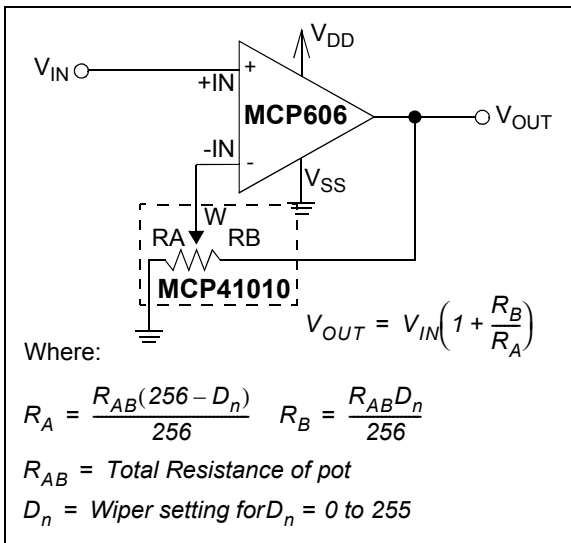 V_DD
V_IN
+IN
+
MCP606
V_OUT
-IN
-
V_SS
W
RA RB
MCP41010
V_OUT = V_IN(1 + R_B/R_A)
Where:
R_A = R_AB(256 – D_n)/256 R_B = R_AB D_n/256
R_AB = Total Resistance of pot
D_n = Wiper setting forD_n = 0 to 255